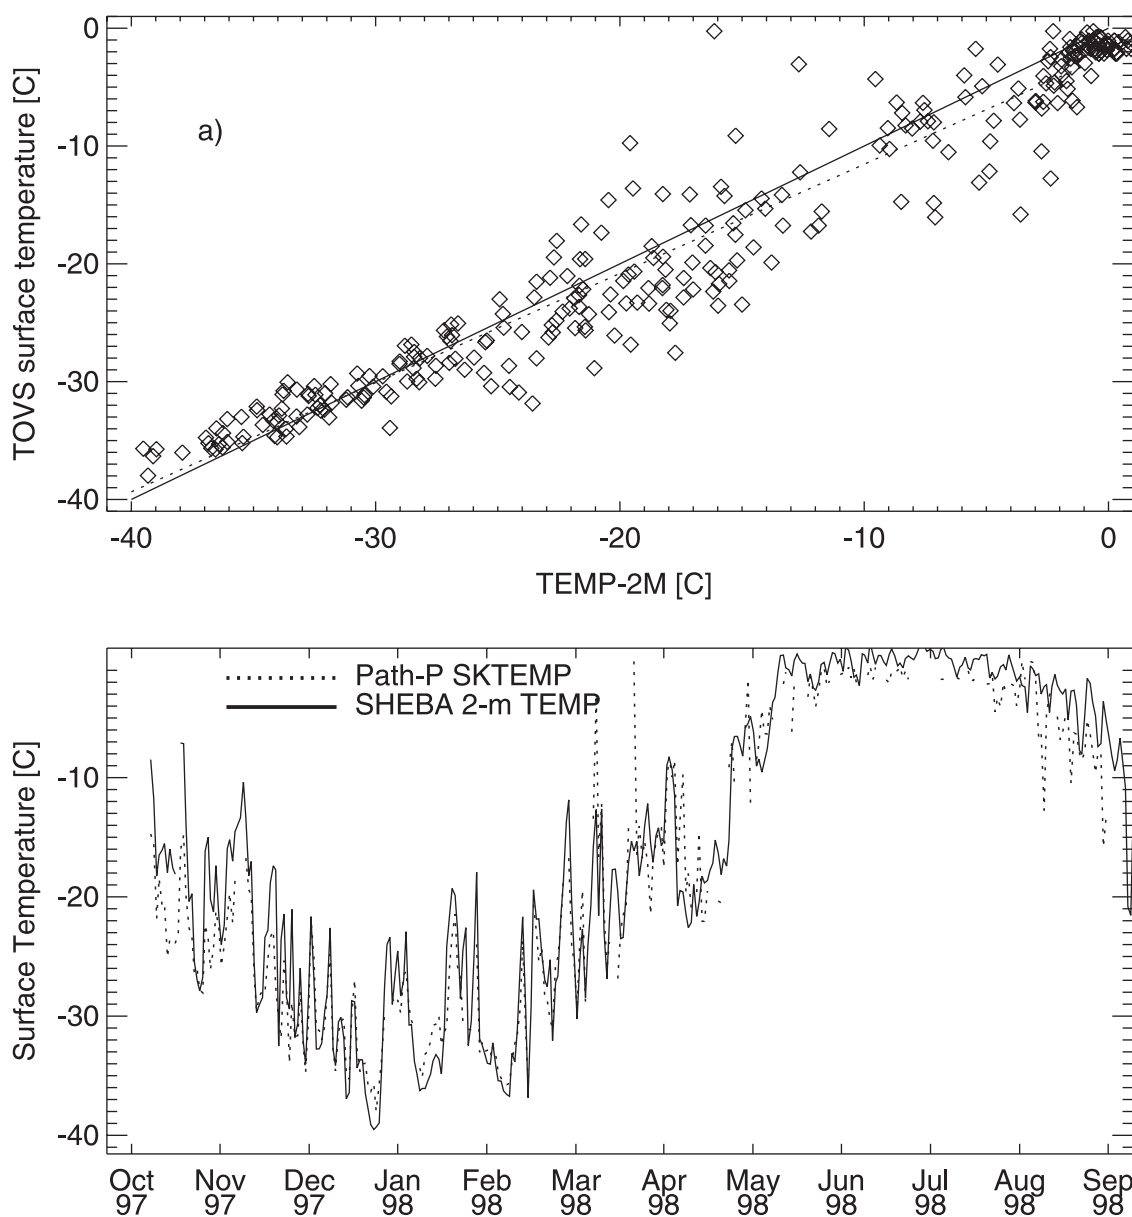 0
-10
-20
-30
-40
TOVS surface temperature [C]
a)
-40 -30 -20 -10 0
TEMP-2M [C]
Path-P SKTEMP
SHEBA 2-m TEMP
-10
-20
-30
-40
Surface Temperature [C]
Oct Nov Dec Jan Feb Mar Apr May Jun Jul Aug Sep
97 97 97 98 98 98 98 98 98 98 98 98